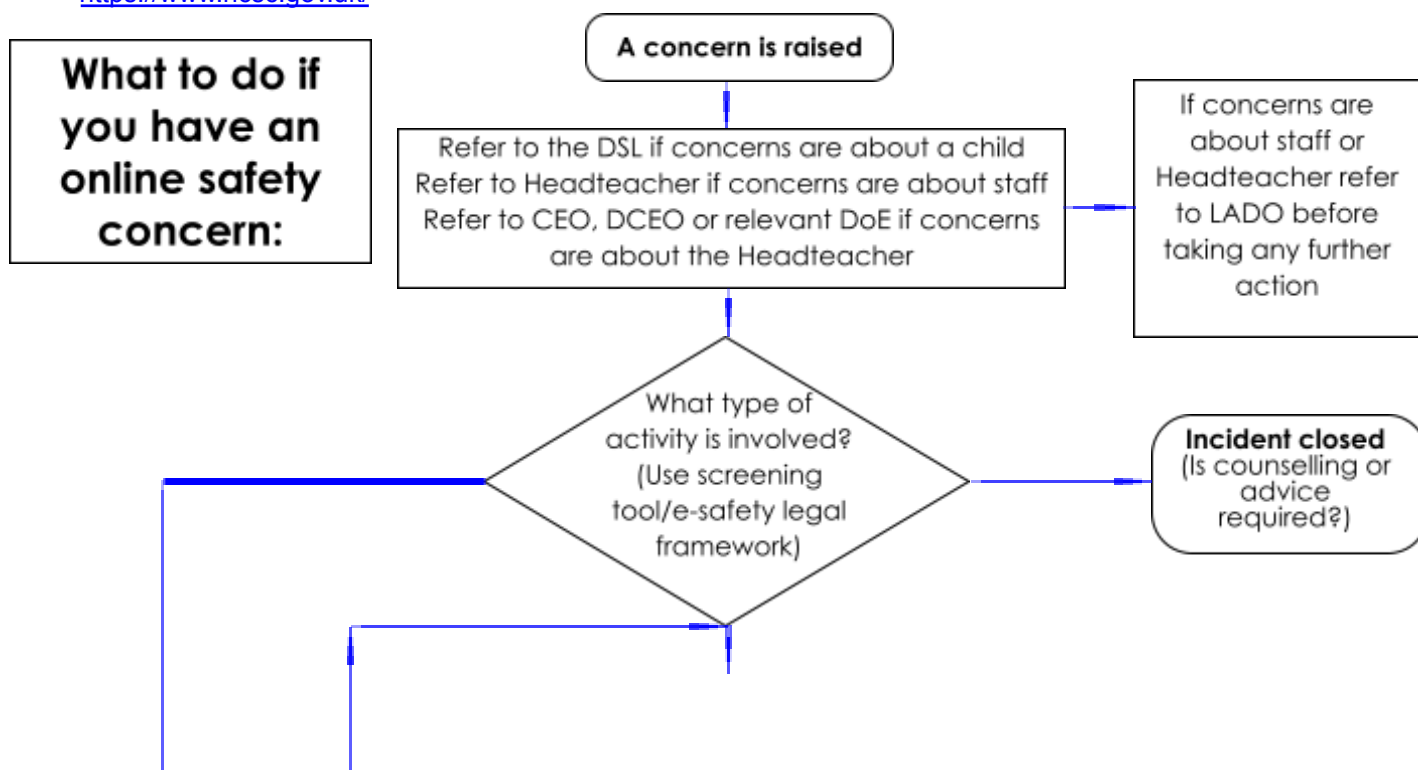 What to do if
you have an
online safety
concern:
A concern is raised
Refer to the DSL if concerns are about a child
Refer to Headteacher if concerns are about staff
Refer to CEO, DCEO or relevant DoE if concerns
are about the Headteacher
If concerns are
about staff or
Headteacher refer
to LADO before
taking any further
action
What type of
activity is involved?
(Use screening
tool/e-safety legal
framework)
Incident closed
(Is counselling or
advice
required?)